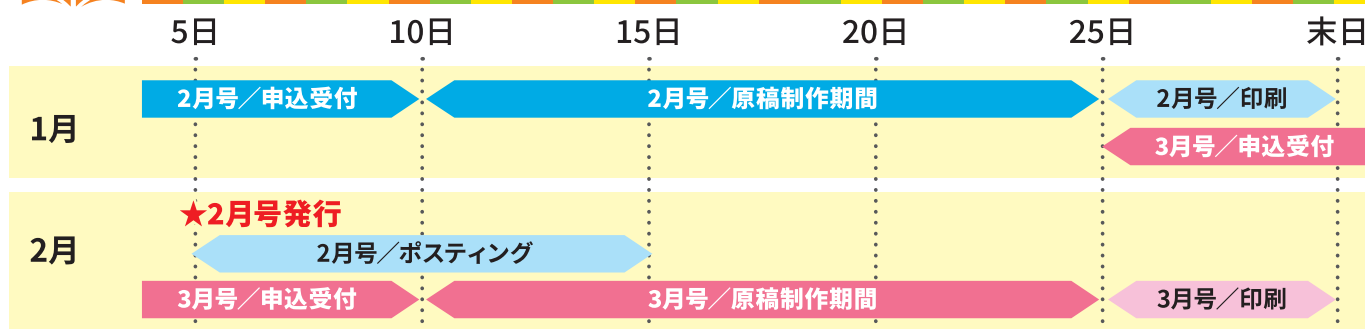 5日 10日 15日 20日 25日 末日
1月
2月号／申込受付 2月号／原稿制作期間 2月号／印刷
3月号／申込受付
2月
★2月号発行
2月号／ポスティング
3月号／申込受付 3月号／原稿制作期間 3月号／印刷